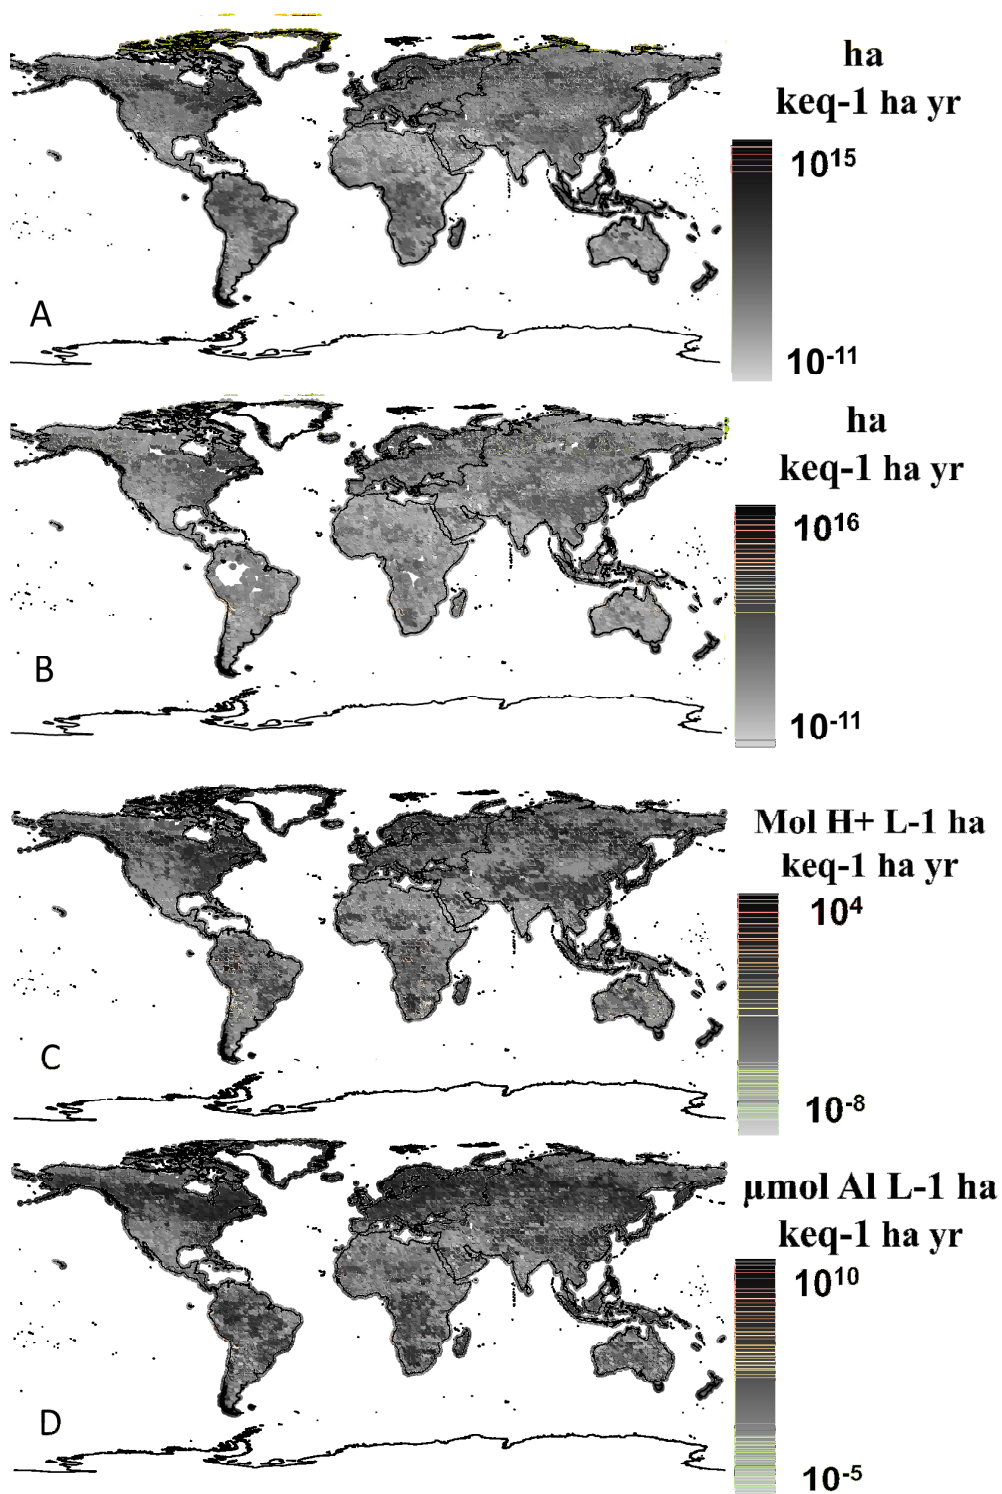 ha
keq-1 ha yr
10¹⁵
10⁻¹¹
A
ha
keq-1 ha yr
10¹⁶
10⁻¹¹
B
Mol H+ L-1 ha
keq-1 ha yr
10⁴
10⁻⁸
C
µmol Al L-1 ha
keq-1 ha yr
10¹⁰
10⁻⁵
D